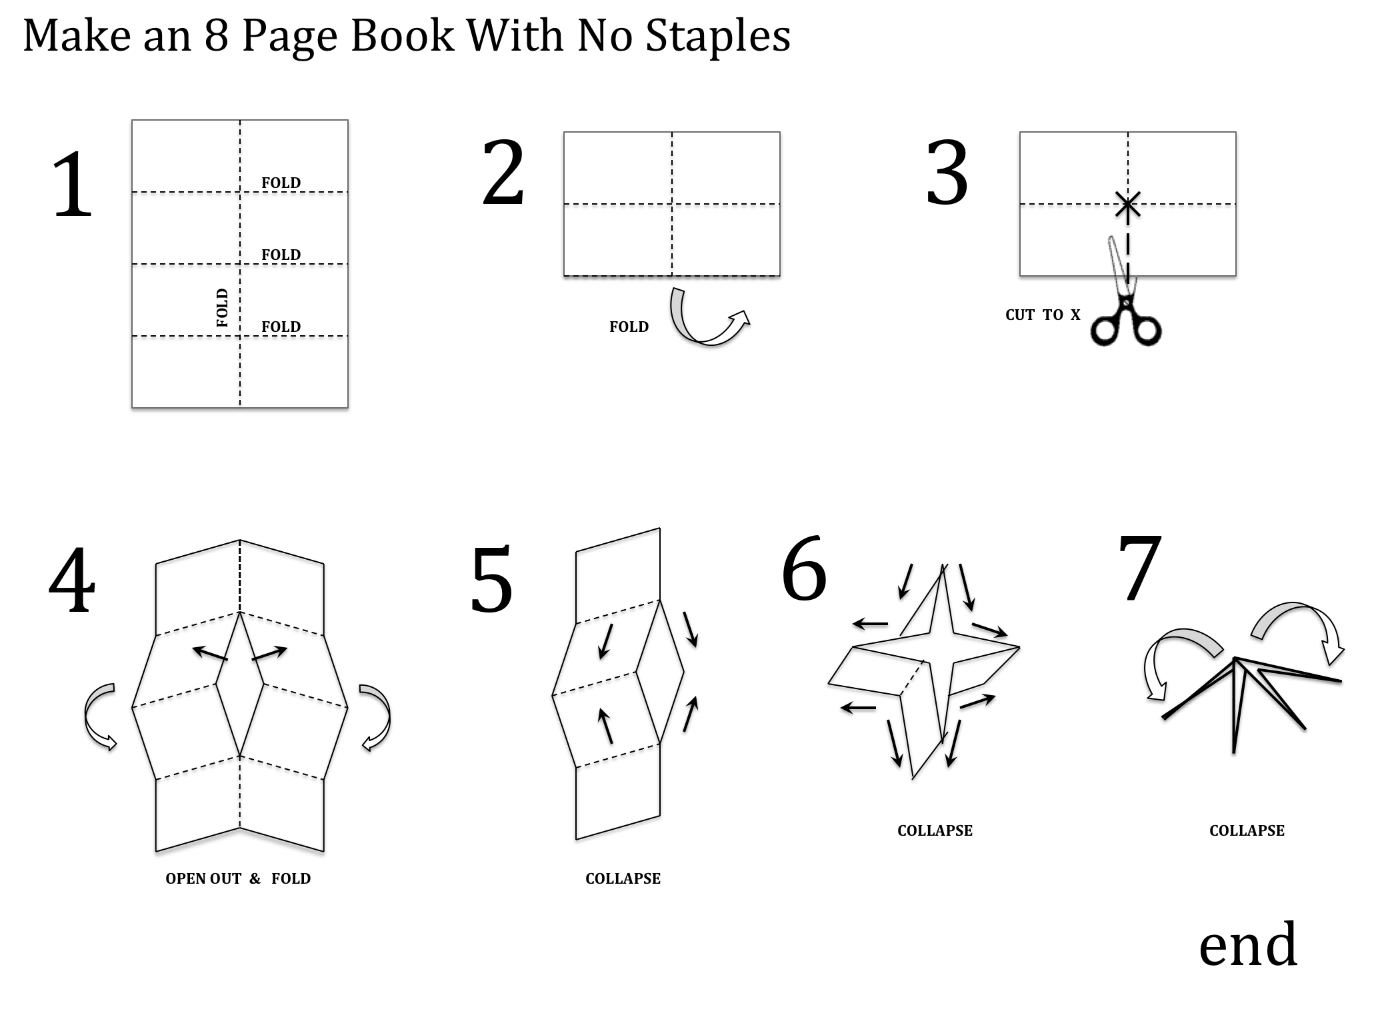 Make an 8 Page Book With No Staples
1
FOLD
FOLD
FOLD
FOLD
2
FOLD
3
CUT TO X
4
OPEN OUT & FOLD
5
COLLAPSE
6
COLLAPSE
7
COLLAPSE
end